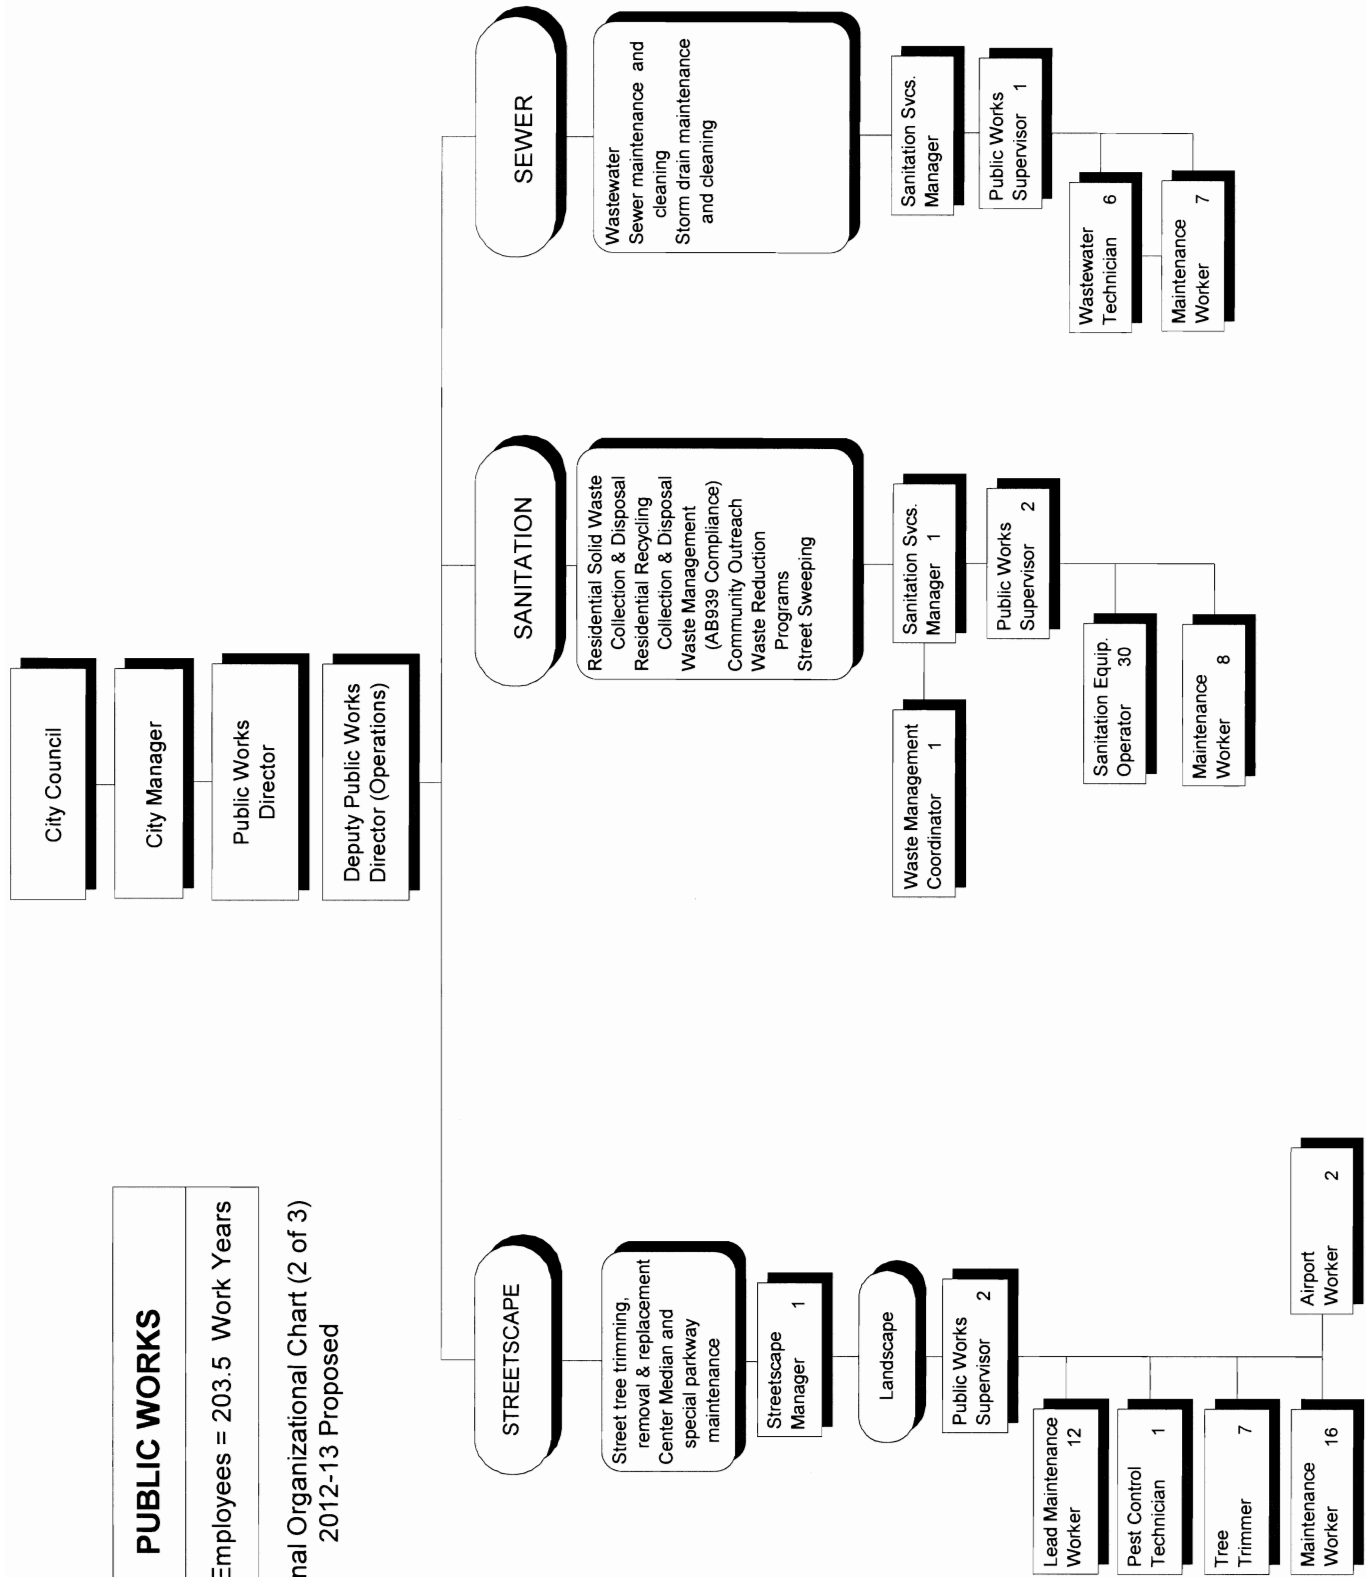 PUBLIC WORKS
Employees = 203.5 Work Years
nal Organizational Chart (2 of 3)
2012-13 Proposed
City Council
City Manager
Public Works
Director
Deputy Public Works
Director (Operations)
STREETSCAPE
Street tree trimming,
removal & replacement
Center Median and
special parkway
maintenance
Streetscape
Manager 1
Landscape
Public Works
Supervisor 2
Lead Maintenance
Worker 12
Pest Control
Technician 1
Tree
Trimmer 7
Maintenance
Worker 16
Airport
Worker 2
SANITATION
Residential Solid Waste
Collection & Disposal
Residential Recycling
Collection & Disposal
Waste Management
(AB939 Compliance)
Community Outreach
Waste Reduction
Programs
Street Sweeping
Waste Management
Coordinator 1
Sanitation Svcs.
Manager 1
Public Works
Supervisor 2
Sanitation Equip.
Operator 30
Maintenance
Worker 8
SEWER
Wastewater
Sewer maintenance and
cleaning
Storm drain maintenance
and cleaning
Sanitation Svcs.
Manager
Public Works
Supervisor 1
Wastewater
Technician 6
Maintenance
Worker 7